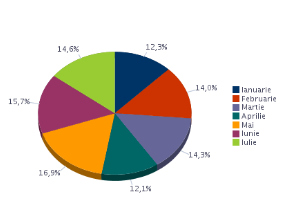 14,6%
12,3%
14,0%
15,7%
14,3%
16,9%
12,1%
Ianuarie
Februarie
Martie
Aprilie
Mai
Iunie
Iulie